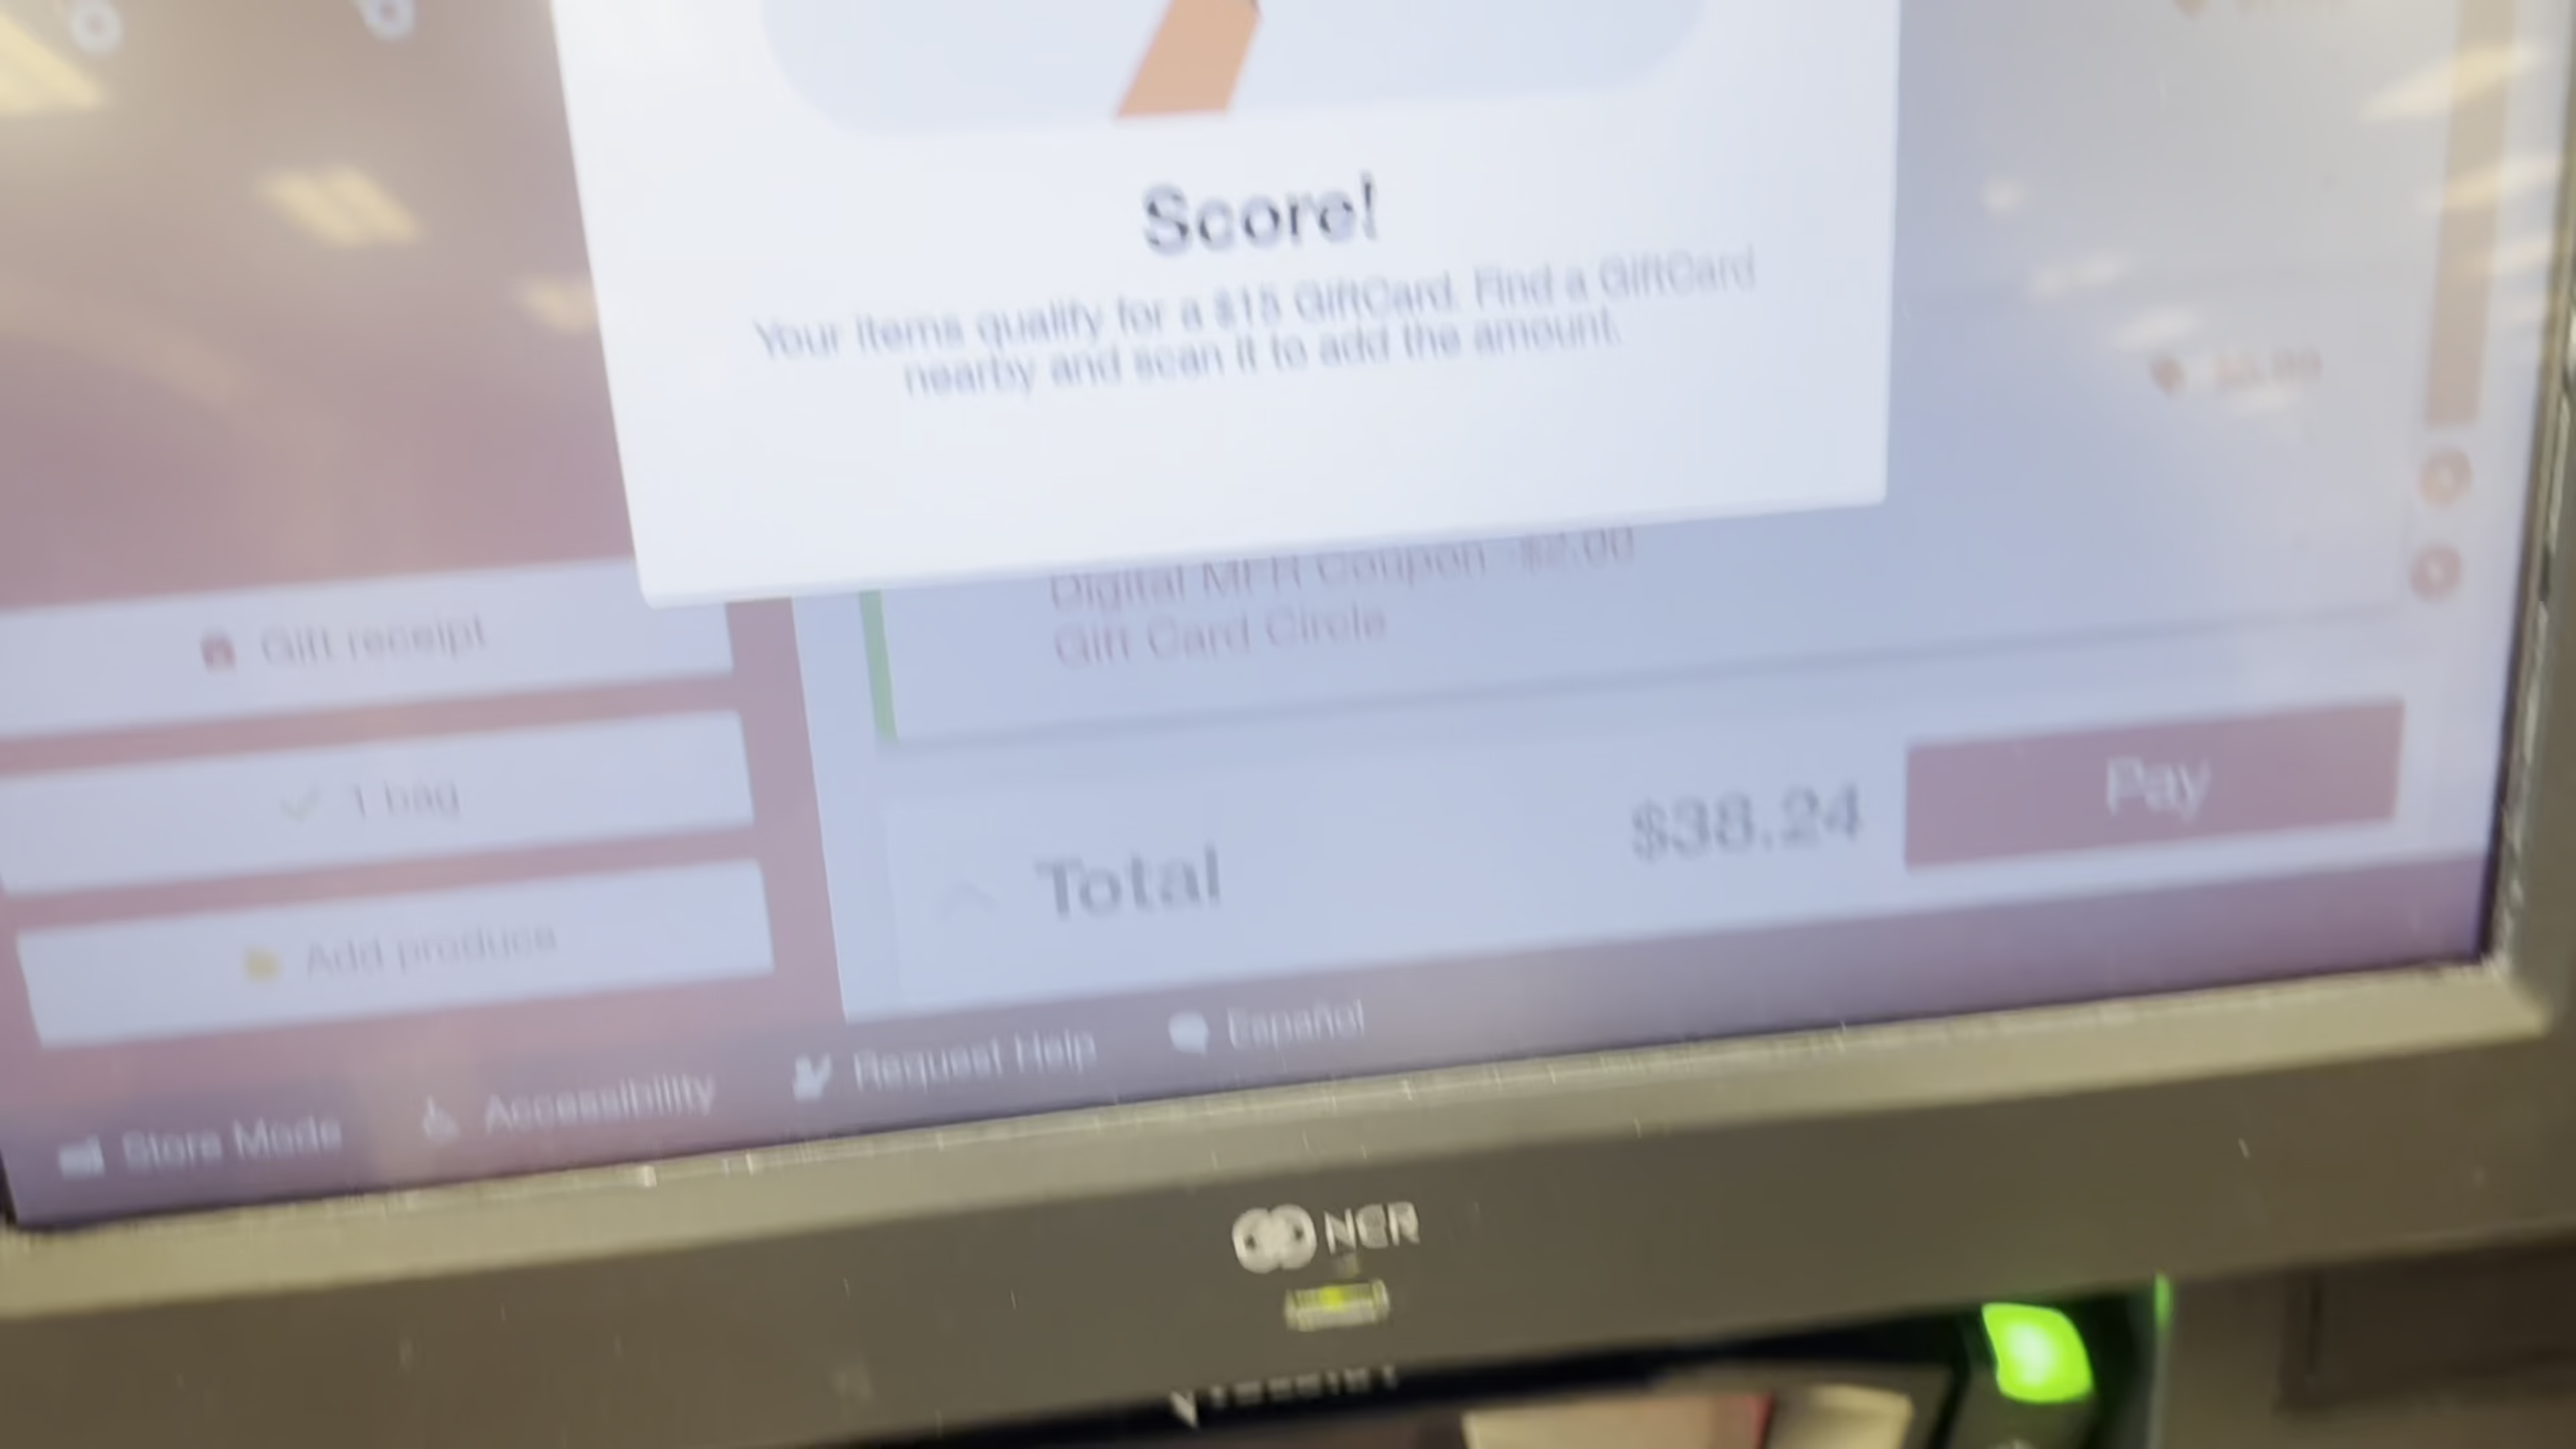 Score!
Your items qualify for a $15 GiftCard. Find a GiftCard
nearby and scan it to add the amount.
Digital MFR Coupon -$2.00
Gift Card Circle
Gift receipt
1 bag
Add produce
Total $38.24 Pay
Store Mode Accessibility Request Help Español
NCR